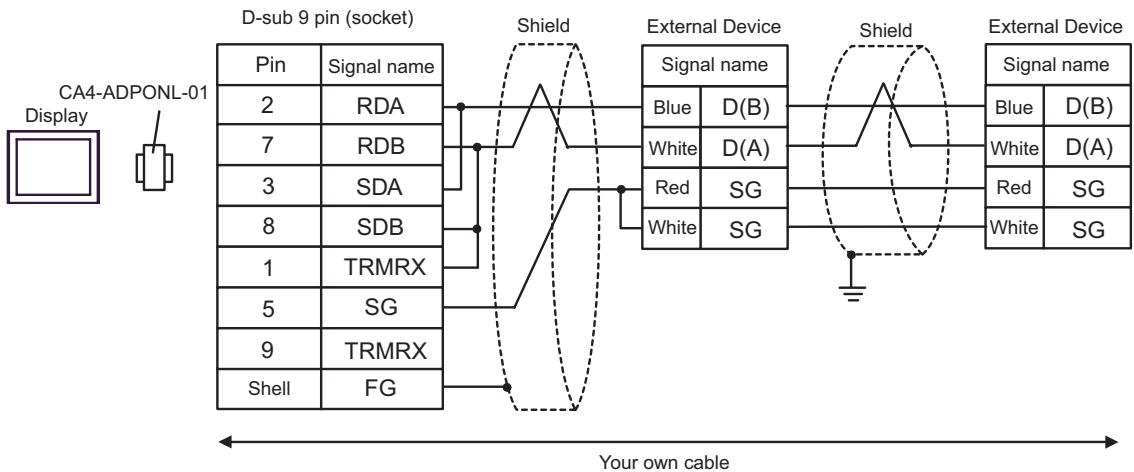 D-sub 9 pin (socket)
Shield
External Device
Shield
External Device
Pin Signal name
Signal name
Signal name
CA4-ADPONL-01
Display
2 RDA
Blue D(B)
Blue D(B)
7 RDB
White D(A)
White D(A)
3 SDA
Red SG
Red SG
8 SDB
White SG
White SG
1 TRMRX
5 SG
9 TRMRX
Shell FG
Your own cable